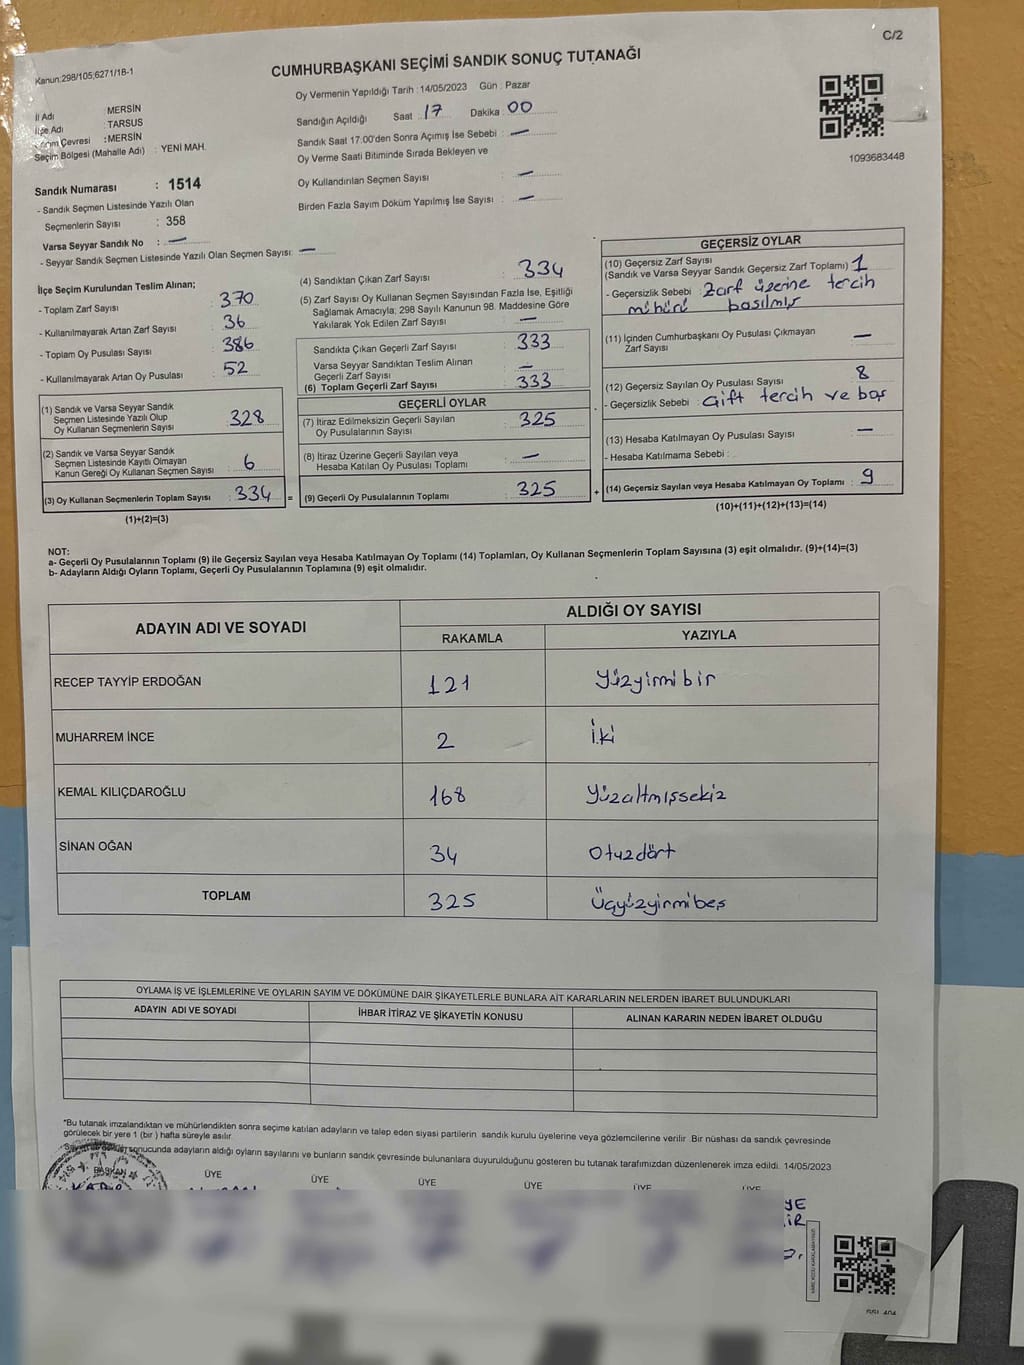 C/2
Kanun:298/105,6271/18-1
CUMHURBAŞKANI SEÇİMİ SANDIK SONUÇ TUTANAĞI
Oy Vermenin Yapıldığı Tarih : 14/05/2023 Gün : Pazar
İl Adı : MERSİN
İlçe Adı : TARSUS
Çevresi : MERSİN
Seçim Bölgesi (Mahalle Adı) : YENİ MAH.
Sandığın Açıldığı Saat : 17 Dakika : 00
Sandık Saat 17:00'den Sonra Açımış İse Sebebi : —
Oy Verme Saati Bitiminde Sırada Bekleyen ve
Oy Kullandırılan Seçmen Sayısı : —
Birden Fazla Sayım Döküm Yapılmış İse Sayısı : —
1093683448
Sandık Numarası : 1514
- Sandık Seçmen Listesinde Yazılı Olan
Seçmenlerin Sayısı : 358
Varsa Seyyar Sandık No : —
- Seyyar Sandık Seçmen Listesinde Yazılı Olan Seçmen Sayısı: —
İlçe Seçim Kurulundan Teslim Alınan;
- Toplam Zarf Sayısı : 370
- Kullanılmayarak Artan Zarf Sayısı : 36
- Toplam Oy Pusulası Sayısı : 386
- Kullanılmayarak Artan Oy Pusulası : 52
(1) Sandık ve Varsa Seyyar Sandık
Seçmen Listesinde Yazılı Olup
Oy Kullanan Seçmenlerin Sayısı : 328
(2) Sandık ve Varsa Seyyar Sandık
Seçmen Listesinde Kayıtlı Olmayan
Kanun Gereği Oy Kullanan Seçmen Sayısı : 6
(3) Oy Kullanan Seçmenlerin Toplam Sayısı : 334 =
(1)+(2)=(3)
(4) Sandıktan Çıkan Zarf Sayısı : 334
(5) Zarf Sayısı Oy Kullanan Seçmen Sayısından Fazla İse, Eşitliği
Sağlamak Amacıyla, 298 Sayılı Kanunun 98. Maddesine Göre
Yakılarak Yok Edilen Zarf Sayısı : —
Sandıkta Çıkan Geçerli Zarf Sayısı : 333
Varsa Seyyar Sandıktan Teslim Alınan
Geçerli Zarf Sayısı : —
(6) Toplam Geçerli Zarf Sayısı : 333
GEÇERLİ OYLAR
(7) İtiraz Edilmeksizin Geçerli Sayılan
Oy Pusulalarının Sayısı : 325
(8) İtiraz Üzerine Geçerli Sayılan veya
Hesaba Katılan Oy Pusulası Toplamı : —
(9) Geçerli Oy Pusulalarının Toplamı : 325 +
GEÇERSİZ OYLAR
(10) Geçersiz Zarf Sayısı
(Sandık ve Varsa Seyyar Sandık Geçersiz Zarf Toplamı) : 1
- Geçersizlik Sebebi : Zarf üzerine tercih
mühürü basılmış
(11) İçinden Cumhurbaşkanı Oy Pusulası Çıkmayan
Zarf Sayısı : —
(12) Geçersiz Sayılan Oy Pusulası Sayısı : 8
- Geçersizlik Sebebi : Çift tercih ve boş
(13) Hesaba Katılmayan Oy Pusulası Sayısı : —
- Hesaba Katılmama Sebebi :
(14) Geçersiz Sayılan veya Hesaba Katılmayan Oy Toplamı : 9
(10)+(11)+(12)+(13)=(14)
NOT:
a- Geçerli Oy Pusulalarının Toplamı (9) ile Geçersiz Sayılan veya Hesaba Katılmayan Oy Toplamı (14) Toplamları, Oy Kullanan Seçmenlerin Toplam Sayısına (3) eşit olmalıdır. (9)+(14)=(3)
b- Adayların Aldığı Oyların Toplamı, Geçerli Oy Pusulalarının Toplamına (9) eşit olmalıdır.
ADAYIN ADI VE SOYADI ALDIĞI OY SAYISI
RAKAMLA YAZIYLA
RECEP TAYYİP ERDOĞAN 121 Yüzyirmibir
MUHARREM İNCE 2 İki
KEMAL KILIÇDAROĞLU 168 Yüzaltmışsekiz
SİNAN OĞAN 34 Otuzdört
TOPLAM 325 Üçyüzyirmibeş
OYLAMA İŞ VE İŞLEMLERİNE VE OYLARIN SAYIM VE DÖKÜMÜNE DAİR ŞİKAYETLERLE BUNLARA AİT KARARLARIN NELERDEN İBARET BULUNDUKLARI
ADAYIN ADI VE SOYADI İHBAR İTİRAZ VE ŞİKAYETİN KONUSU ALINAN KARARIN NEDEN İBARET OLDUĞU
*Bu tutanak imzalandıktan ve mühürlendikten sonra seçime katılan adayların ve talep eden siyasi partilerin sandık kurulu üyelerine veya gözlemcilerine verilir. Bir nüshası da sandık çevresinde
görülecek bir yere 1 (bir) hafta süreyle asılır.
sonucunda adayların aldığı oyların sayılarını ve bunların sandık çevresinde bulunanlara duyurulduğunu gösteren bu tutanak tarafımızdan düzenlenerek imza edildi. 14/05/2023
BAŞKAN ÜYE ÜYE ÜYE ÜYE ÜYE ÜYE